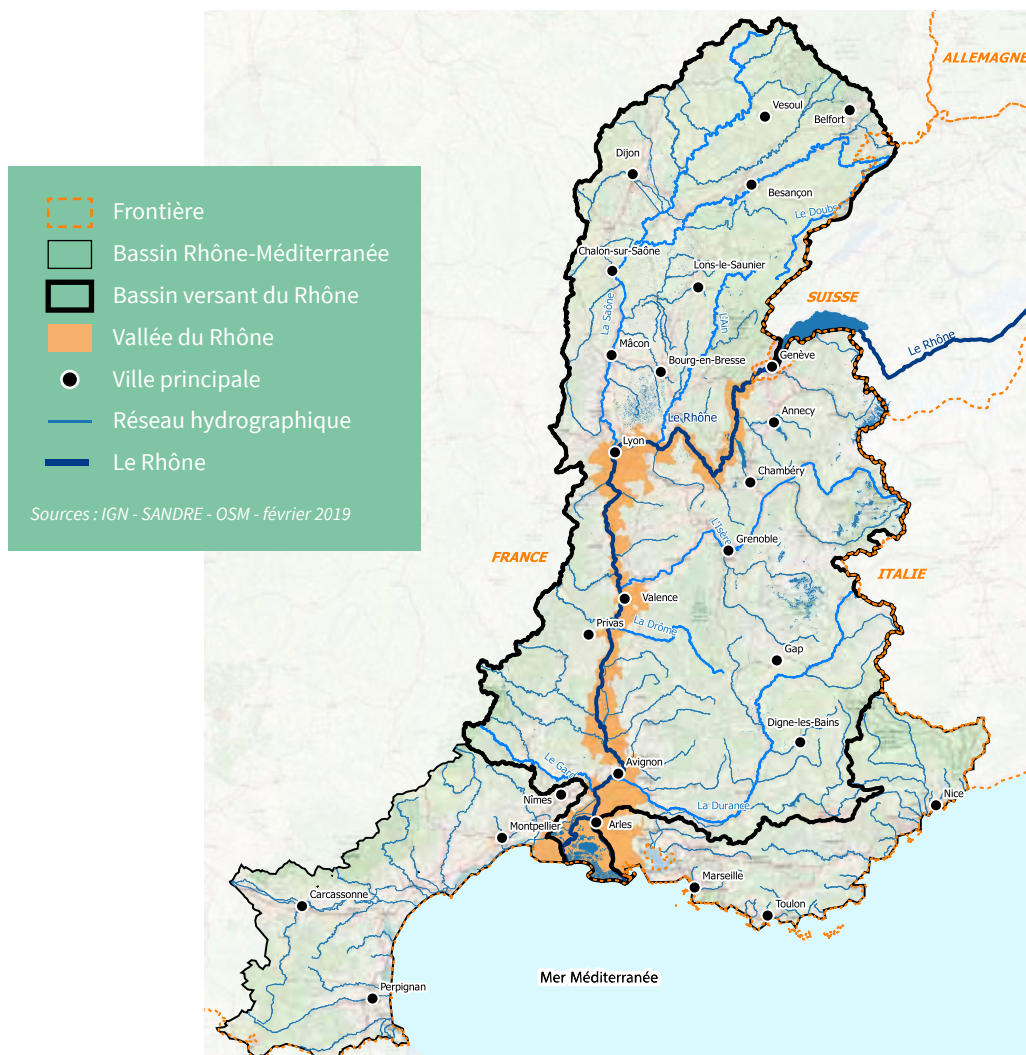 ALLEMAGNE
Vesoul
Belfort
Dijon
Besançon
Le Doubs
Frontière
Bassin Rhône-Méditerranée
Bassin versant du Rhône
Vallée du Rhône
Ville principale
Réseau hydrographique
Le Rhône
Sources : IGN - SANDRE - OSM - février 2019
Chalon-sur-Saône
Lons-le-Saunier
SUISSE
La Saône
L'Ain
Le Rhône
Mâcon
Bourg-en-Bresse
Genève
Annecy
Le Rhône
Lyon
Chambéry
L'Isère
Grenoble
FRANCE
ITALIE
Valence
Privas
La Drôme
Gap
Digne-les-Bains
Le Gard
Avignon
Nîmes
La Durance
Nice
Montpellier
Arles
Marseille
Carcassonne
Toulon
Mer Méditerranée
Perpignan